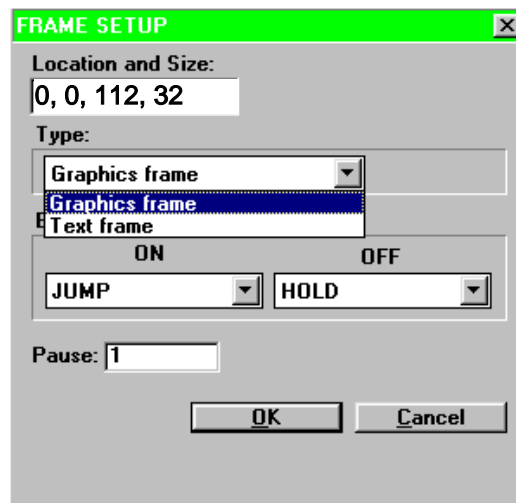 FRAME SETUP
Location and Size:
0, 0, 112, 32
Type:
Graphics frame
Graphics frame
Text frame
ON OFF
JUMP HOLD
Pause: 1
OK Cancel